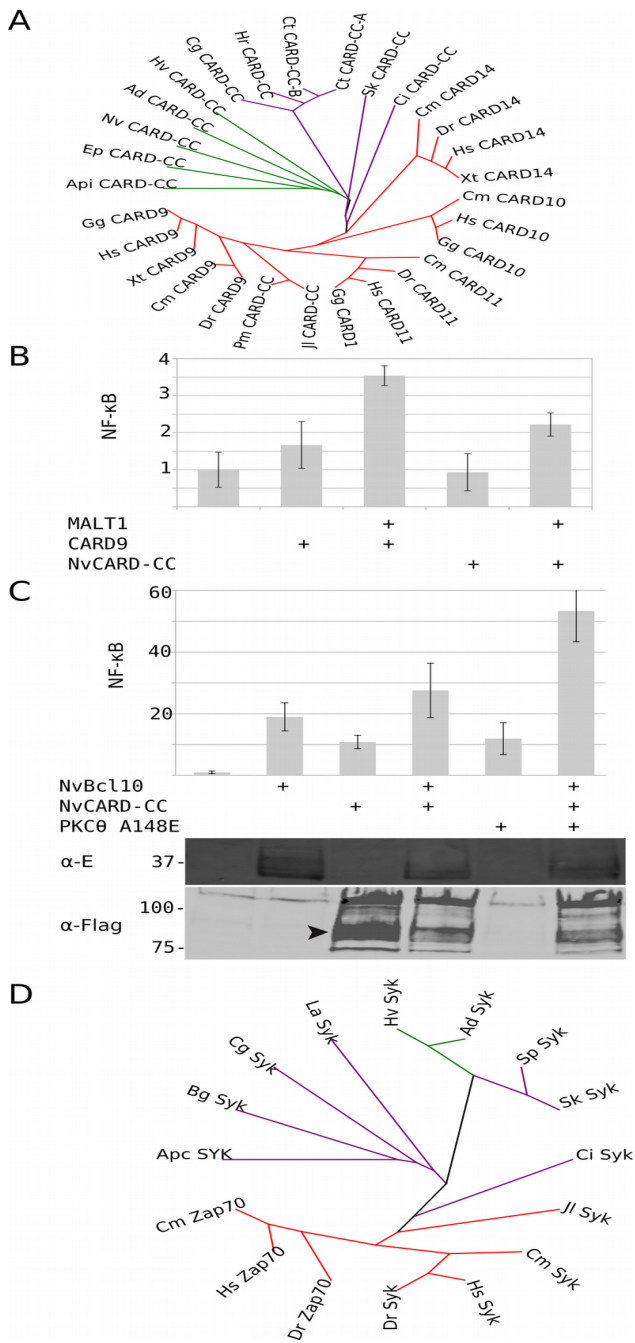 A
Api CARD-CC
Ep CARD-CC
Nv CARD-CC
Ad CARD-CC
Hv CARD-CC
Cg CARD-CC
Hr CARD-CC
Ct CARD-CC-B
Ct CARD-CC-A
Sk CARD-CC
Ci CARD-CC
Cm CARD14
Dr CARD14
Hs CARD14
Xt CARD14
Cm CARD10
Hs CARD10
Gg CARD10
Cm CARD11
Dr CARD11
Hs CARD11
Gg CARD1
Jl CARD-CC
Pm CARD-CC
Dr CARD9
Cm CARD9
Xt CARD9
Hs CARD9
Gg CARD9
B
NF-κB
4
3
2
1
MALT1 + +
CARD9 + +
NvCARD-CC + +
C
NF-κB
60
40
20
NvBcl10 + + +
NvCARD-CC + + +
PKCθ A148E + +
α-E 37-
α-Flag 100-
75-
D
Apc SYK
Bg Syk
Cg Syk
La Syk
Hv Syk
Ad Syk
Sp Syk
Sk Syk
Ci Syk
Jl Syk
Cm Syk
Hs Syk
Dr Syk
Dr Zap70
Hs Zap70
Cm Zap70